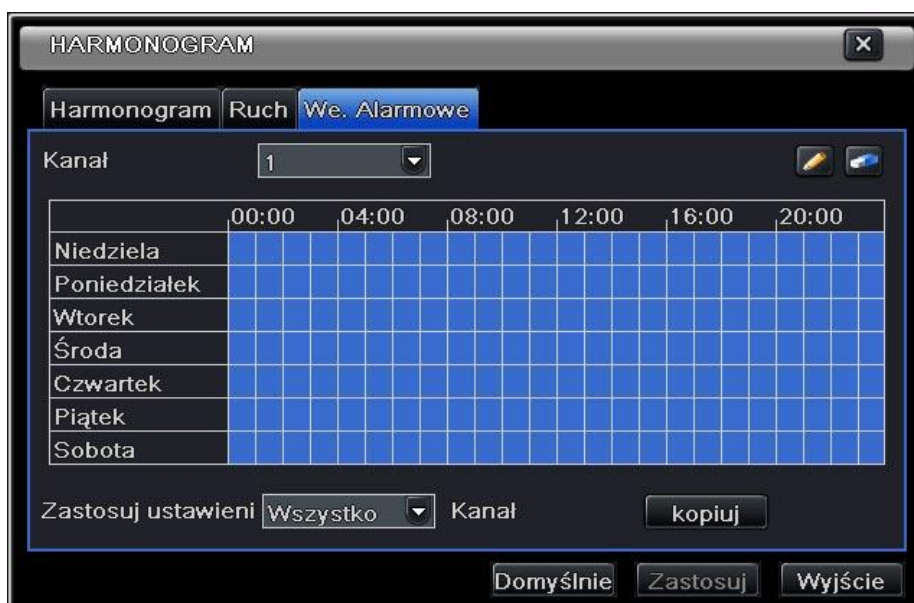 HARMONOGRAM
Harmonogram Ruch We. Alarmowe
Kanał 1
00:00 04:00 08:00 12:00 16:00 20:00
Niedziela
Poniedziałek
Wtorek
Środa
Czwartek
Piątek
Sobota
Zastosuj ustawieni Wszystko Kanał kopiuj
Domyślnie Zastosuj Wyjście